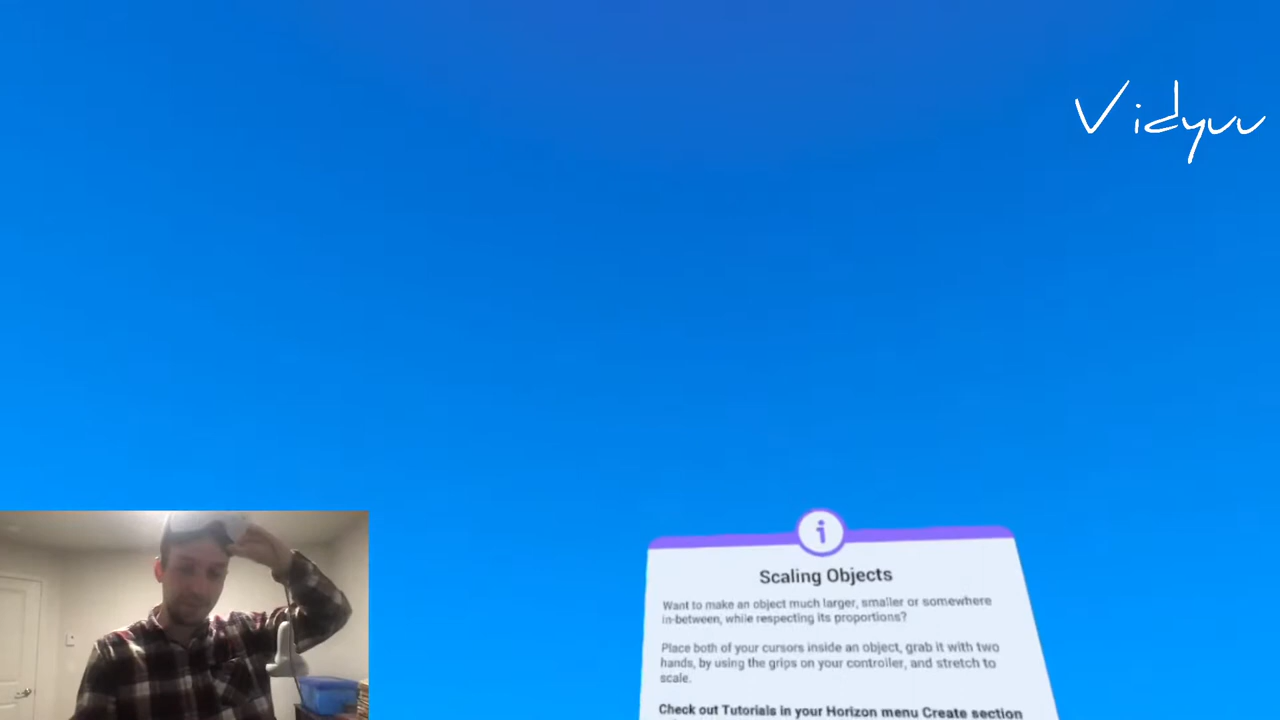 Vidyuu
i
Scaling Objects
Want to make an object much larger, smaller or somewhere
in-between, while respecting its proportions?
Place both of your cursors inside an object, grab it with two
hands, by using the grips on your controller, and stretch to
scale.
Check out Tutorials in your Horizon menu Create section